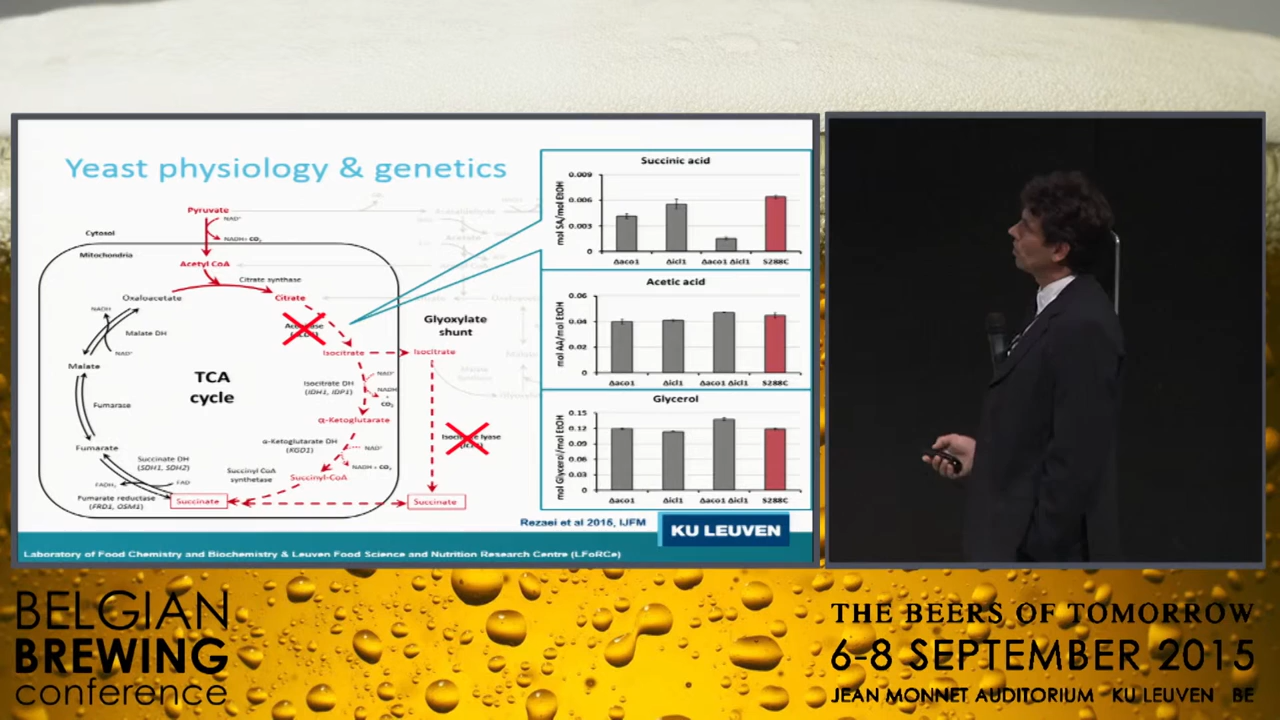 Yeast physiology & genetics
Pyruvate
NAD⁺
NADH+ CO₂
Cytosol
Mitochondria
Acetyl CoA
Citrate synthase
Oxaloacetate
Citrate
NADH
Malate DH
NAD⁺
Malate
Glyoxylate
shunt
Isocitrate
Isocitrate
TCA
cycle
Isocitrate DH
(IDH1, IDP1)
NAD⁺
NADH
+
CO₂
Fumarase
α-Ketoglutarate
α-Ketoglutarate DH
(KGD1)
NAD⁺
NADH + CO₂
Fumarate
Succinate DH
(SDH1, SDH2)
Succinyl CoA
synthetase
Succinyl-CoA
FADH₂
FAD
Fumarate reductase
(FRD1, OSM1)
Succinate
Succinate
Succinic acid
mol SA/mol EtOH
0.009
0.006
0.003
0
Δaco1 Δicl1 Δaco1 Δicl1 S288C
Acetic acid
mol AA/mol EtOH
0.06
0.04
0.02
0
Δaco1 Δicl1 Δaco1 Δicl1 S288C
Glycerol
mol Glycerol/mol EtOH
0.15
0.12
0.09
0.06
0.03
0
Δaco1 Δicl1 Δaco1 Δicl1 S288C
Rezaei et al 2015, IJFM
KU LEUVEN
Laboratory of Food Chemistry and Biochemistry & Leuven Food Science and Nutrition Research Centre (LFoRCe)
BELGIAN
BREWING
conference
THE BEERS OF TOMORROW
6-8 SEPTEMBER 2015
JEAN MONNET AUDITORIUM KU LEUVEN BE